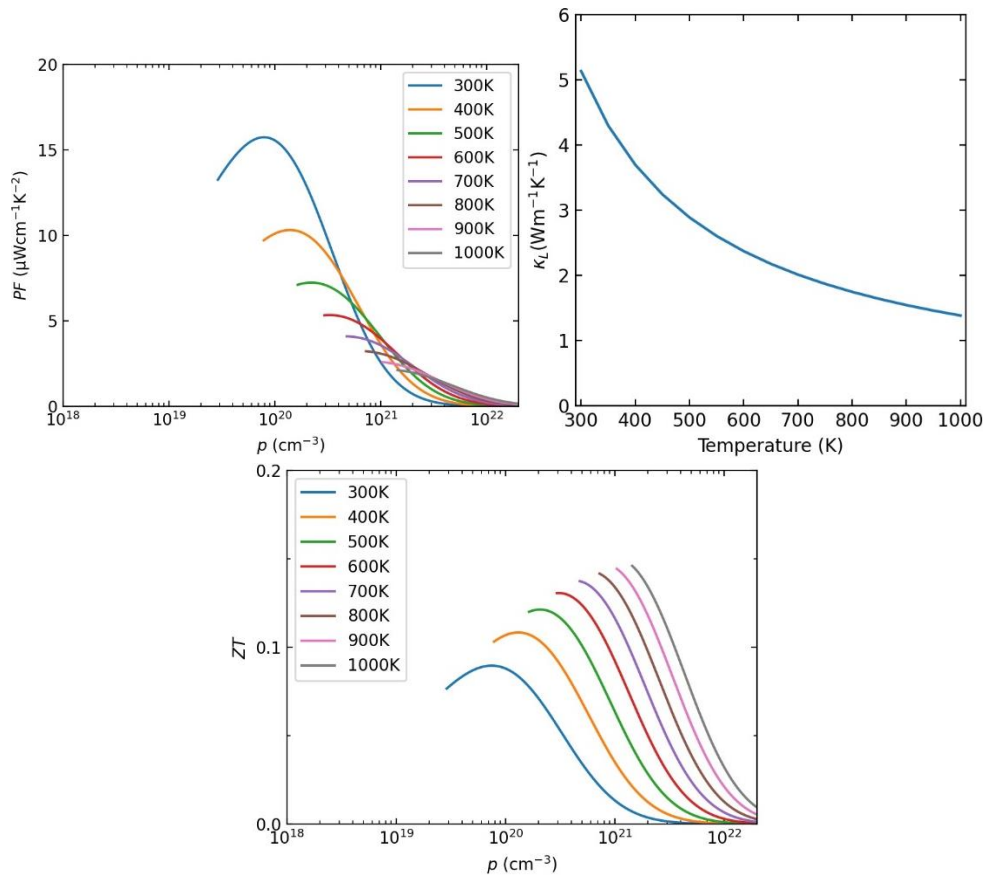 20
15
10
5
0
PF (μWcm⁻¹K⁻²)
300K
400K
500K
600K
700K
800K
900K
1000K
10¹⁸ 10¹⁹ 10²⁰ 10²¹ 10²²
p (cm⁻³)
6
5
4
3
2
1
0
κ_L(Wm⁻¹K⁻¹)
300 400 500 600 700 800 900 1000
Temperature (K)
0.2
0.1
0.0
ZT
300K
400K
500K
600K
700K
800K
900K
1000K
10¹⁸ 10¹⁹ 10²⁰ 10²¹ 10²²
p (cm⁻³)